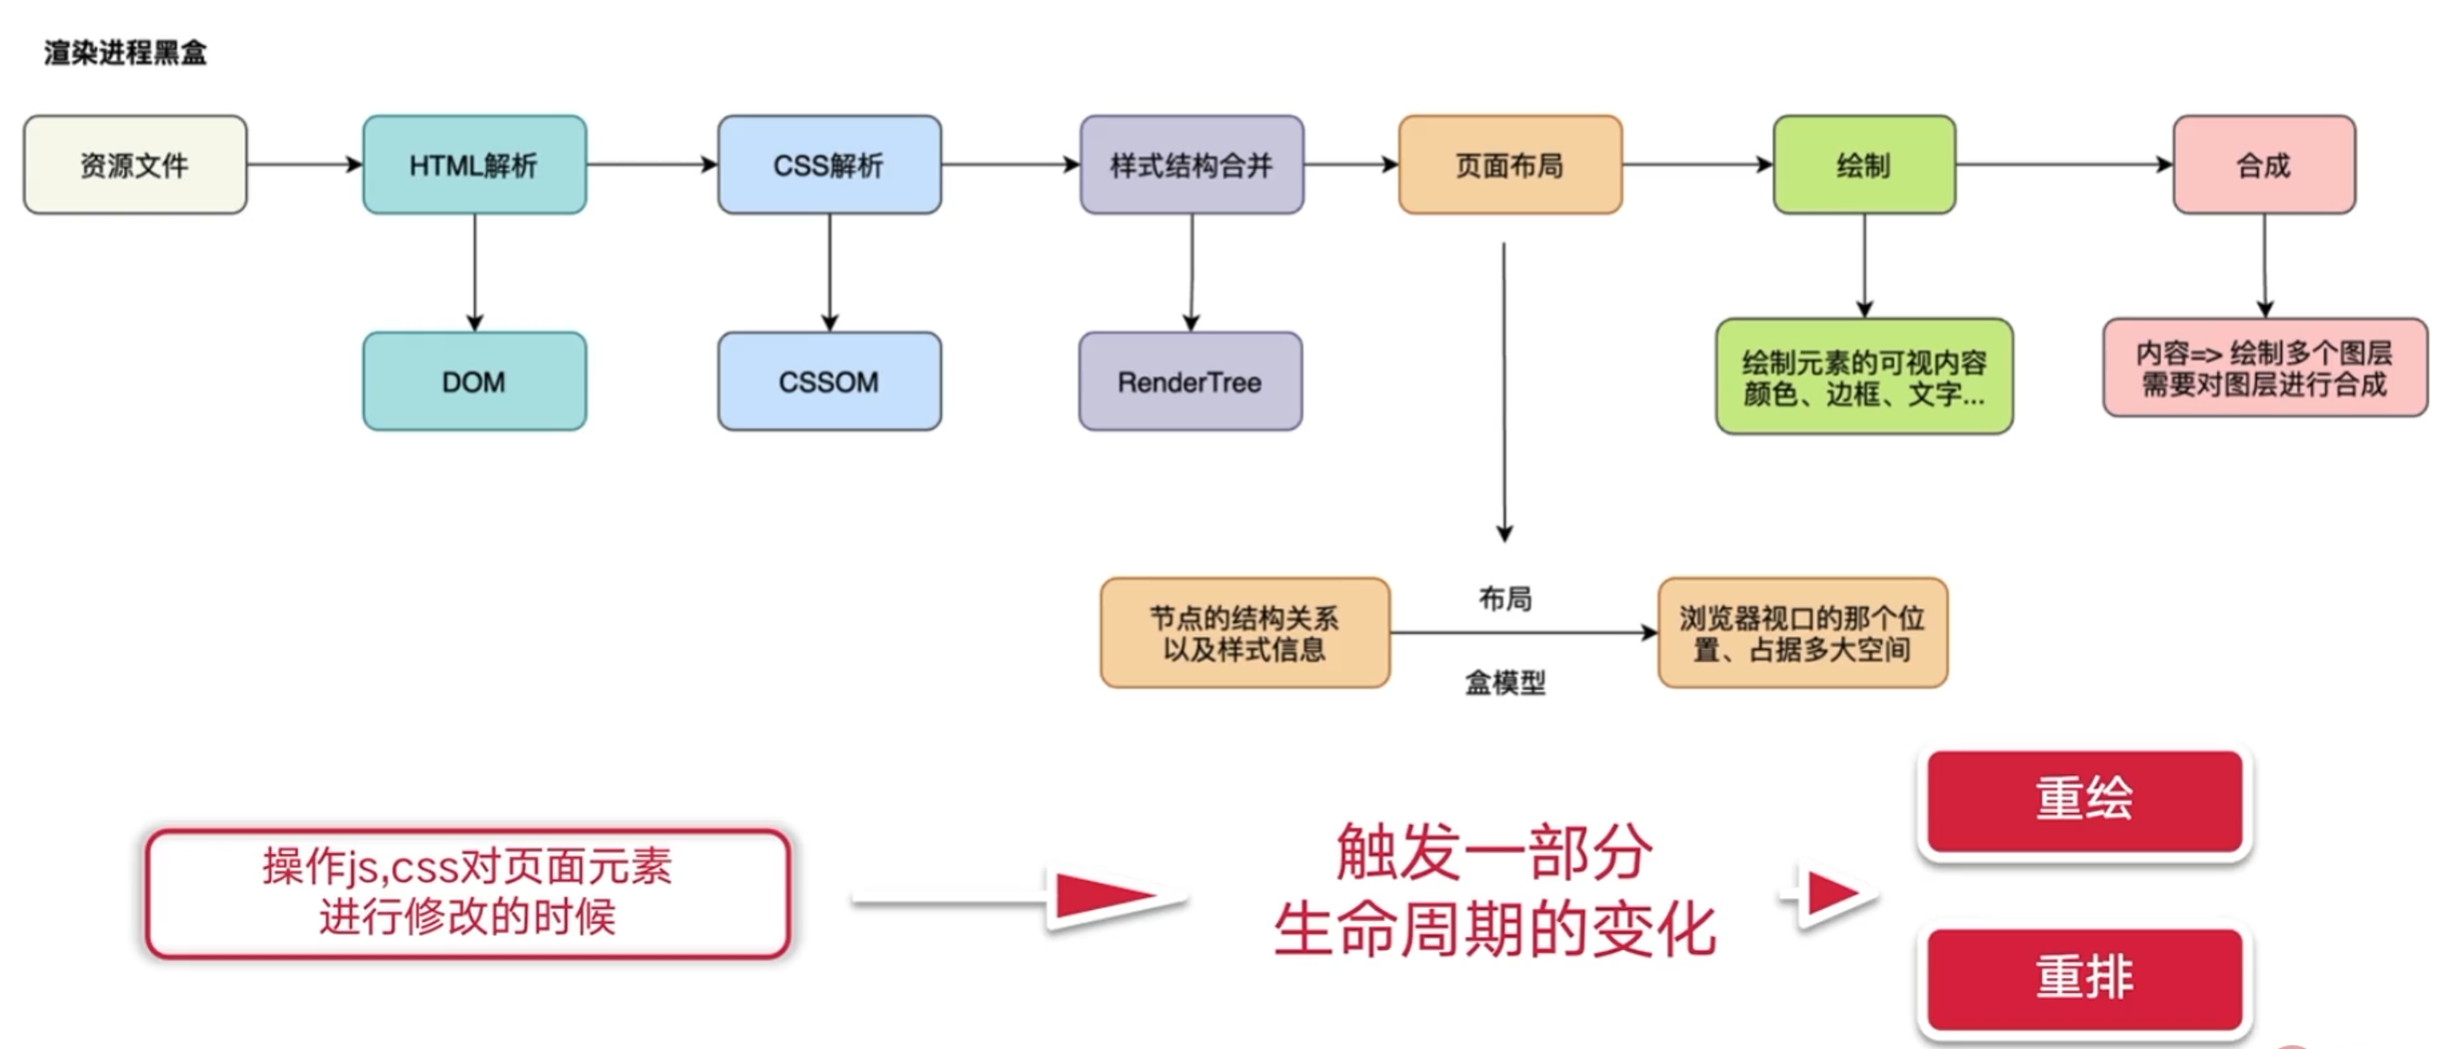 渲染进程黑盒
资源文件
HTML解析
CSS解析
样式结构合并
页面布局
绘制
合成
DOM
CSSOM
RenderTree
绘制元素的可视内容
颜色、边框、文字...
内容=> 绘制多个图层
需要对图层进行合成
节点的结构关系
以及样式信息
布局
盒模型
浏览器视口的那个位
置、占据多大空间
操作js,css对页面元素
进行修改的时候
触发一部分
生命周期的变化
重绘
重排